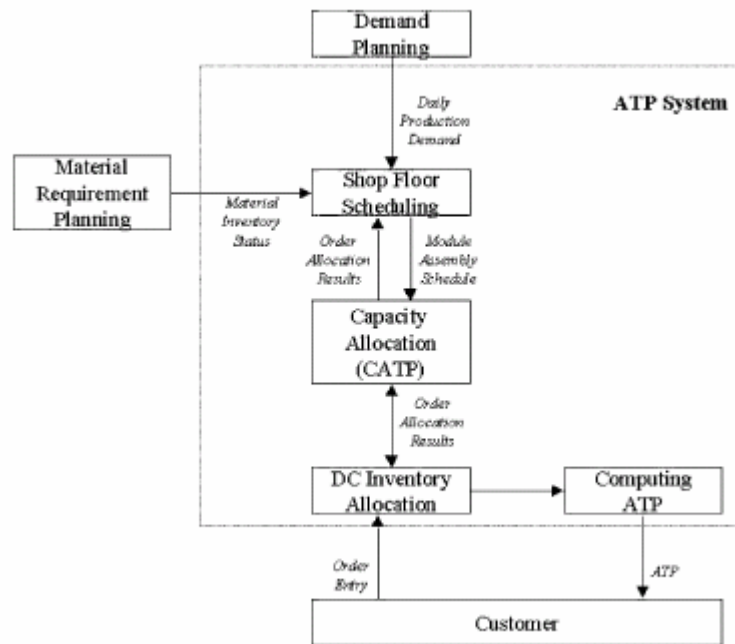 Demand
Planning
ATP System
Daily
Production
Demand
Material
Requirement
Planning
Shop Floor
Scheduling
Material
Inventory
Status
Order
Allocation
Results
Module
Assembly
Schedule
Capacity
Allocation
(CATP)
Order
Allocation
Results
DC Inventory
Allocation
Computing
ATP
Order
Entry
ATP
Customer